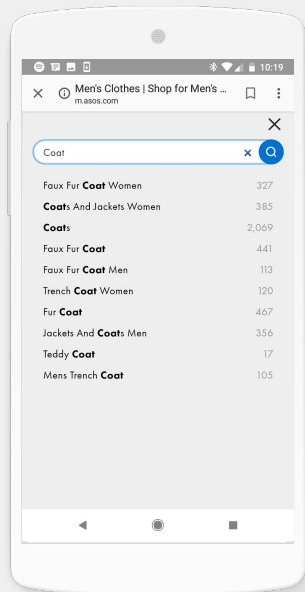 10:19
Men's Clothes | Shop for Men's ...
m.asos.com
Coat
Faux Fur Coat Women 327
Coats And Jackets Women 385
Coats 2,069
Faux Fur Coat 441
Faux Fur Coat Men 113
Trench Coat Women 120
Fur Coat 467
Jackets And Coats Men 356
Teddy Coat 17
Mens Trench Coat 105